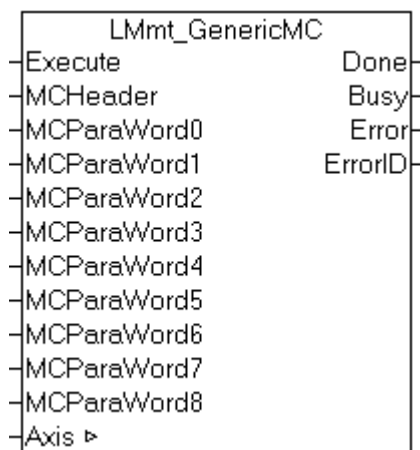 LMmt_GenericMC
Execute Done
MCHeader Busy
MCParaWord0 Error
MCParaWord1 ErrorID
MCParaWord2
MCParaWord3
MCParaWord4
MCParaWord5
MCParaWord6
MCParaWord7
MCParaWord8
Axis ▹